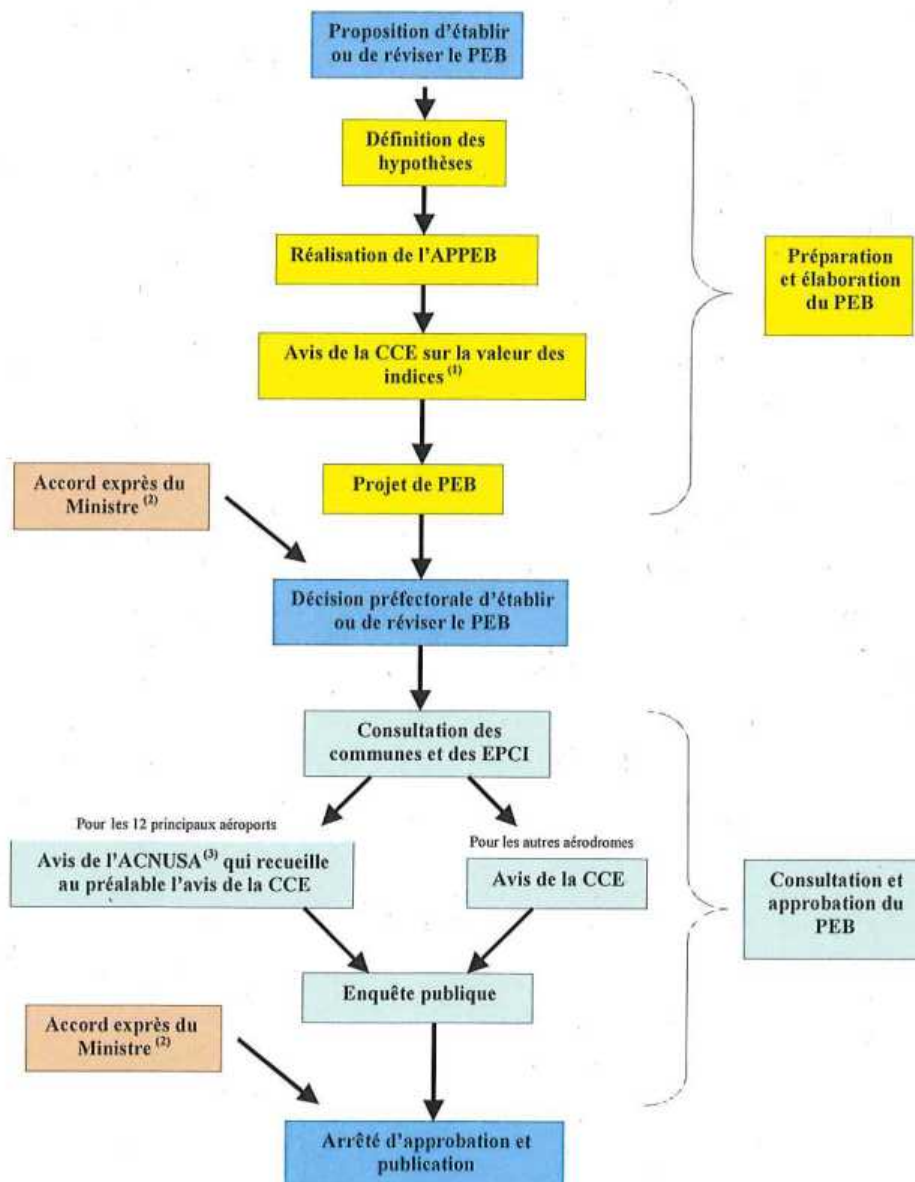 Proposition d'établir
ou de réviser le PEB
Définition des
hypothèses
Réalisation de l'APPEB
Préparation
et élaboration
du PEB
Avis de la CCE sur la valeur des
indices (1)
Accord exprès du
Ministre (2)
Projet de PEB
Décision préfectorale d'établir
ou de réviser le PEB
Consultation des
communes et des EPCI
Pour les 12 principaux aéroports
Avis de l'ACNUSA(3) qui recueille
au préalable l'avis de la CCE
Pour les autres aérodromes
Avis de la CCE
Consultation et
approbation du
PEB
Enquête publique
Accord exprès du
Ministre (2)
Arrêté d'approbation et
publication